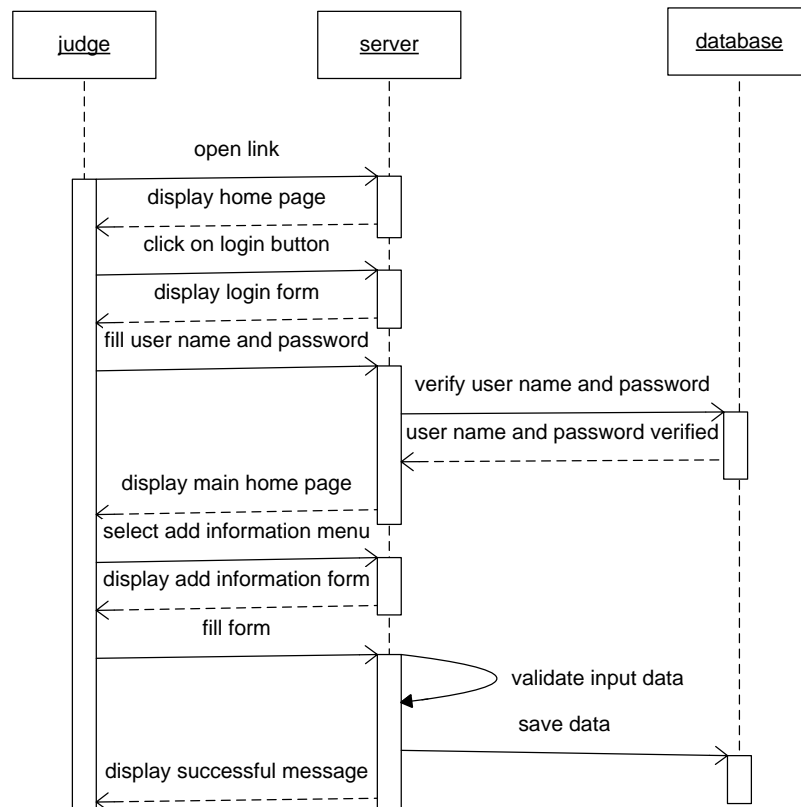 judge
server
database
open link
display home page
click on login button
display login form
fill user name and password
verify user name and password
user name and password verified
display main home page
select add information menu
display add information form
fill form
validate input data
save data
display successful message